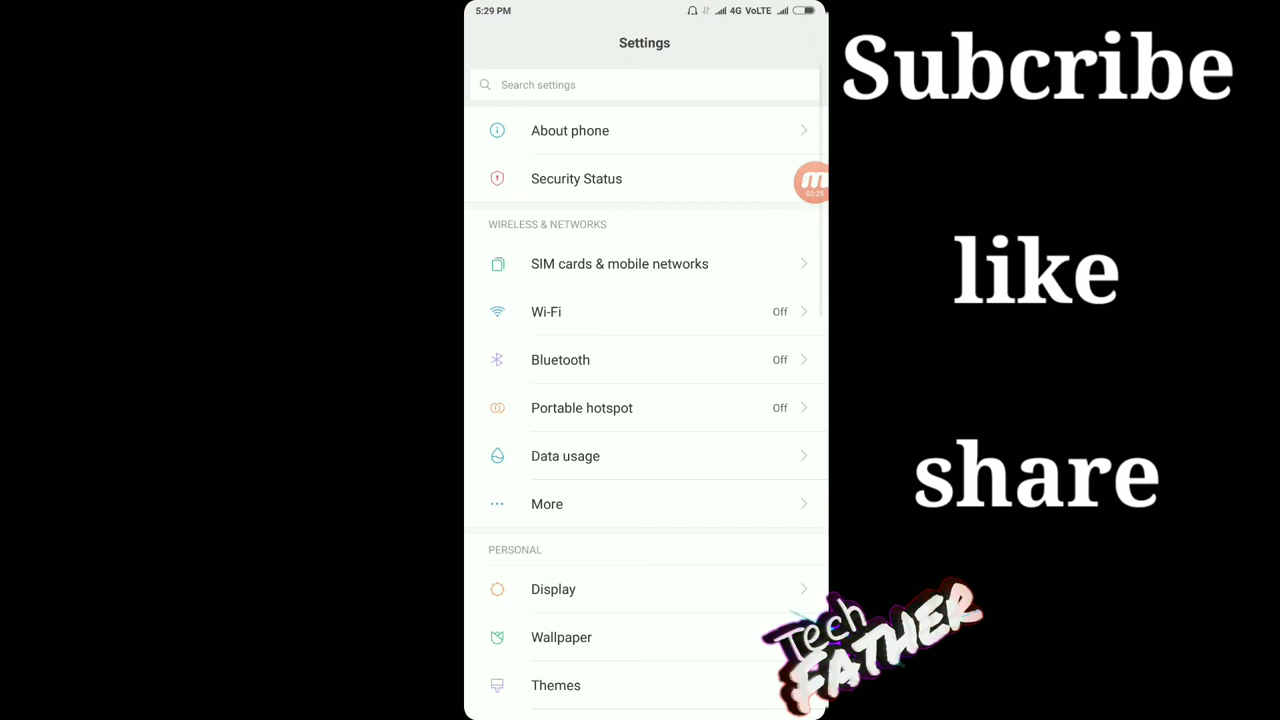 5:29 PM
4G VoLTE
Settings
Search settings
About phone
Security Status
02:25
WIRELESS & NETWORKS
SIM cards & mobile networks
Wi-Fi Off
Bluetooth Off
Portable hotspot Off
Data usage
More
PERSONAL
Display
Wallpaper
Themes
Subcribe
like
share
Tech
FATHER